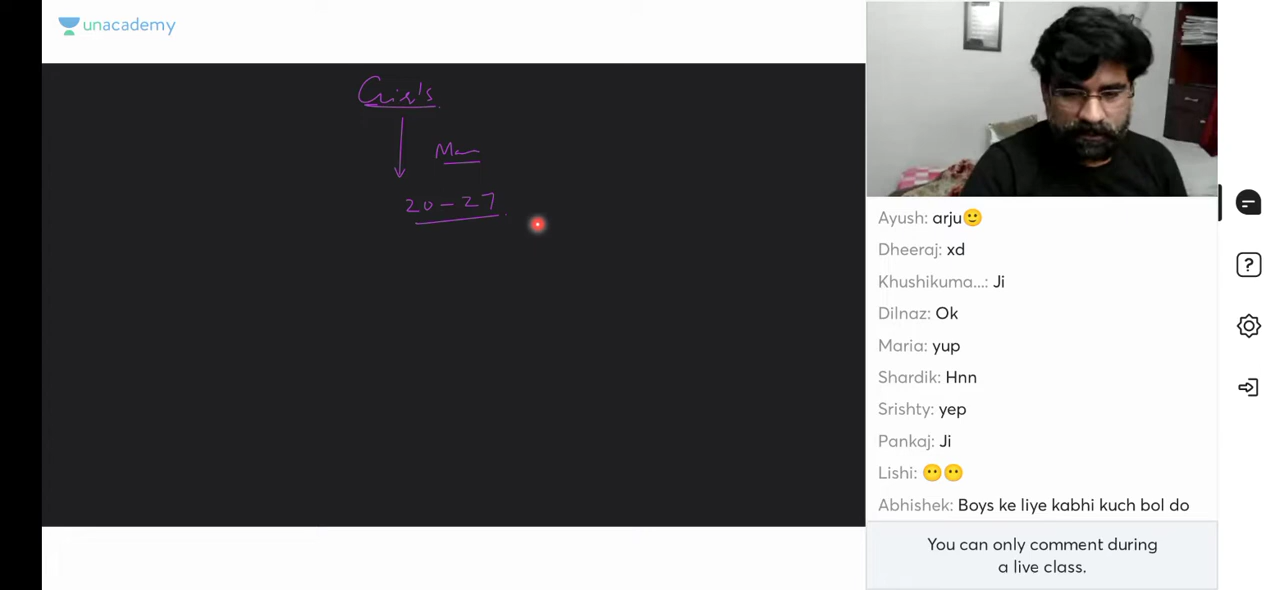 unacademy
Girl's
Man
20-27
Ayush: arju🙂
Dheeraj: xd
Khushikuma...: Ji
Dilnaz: Ok
Maria: yup
Shardik: Hnn
Srishty: yep
Pankaj: Ji
Lishi: 😶😶
Abhishek: Boys ke liye kabhi kuch bol do
You can only comment during
a live class.